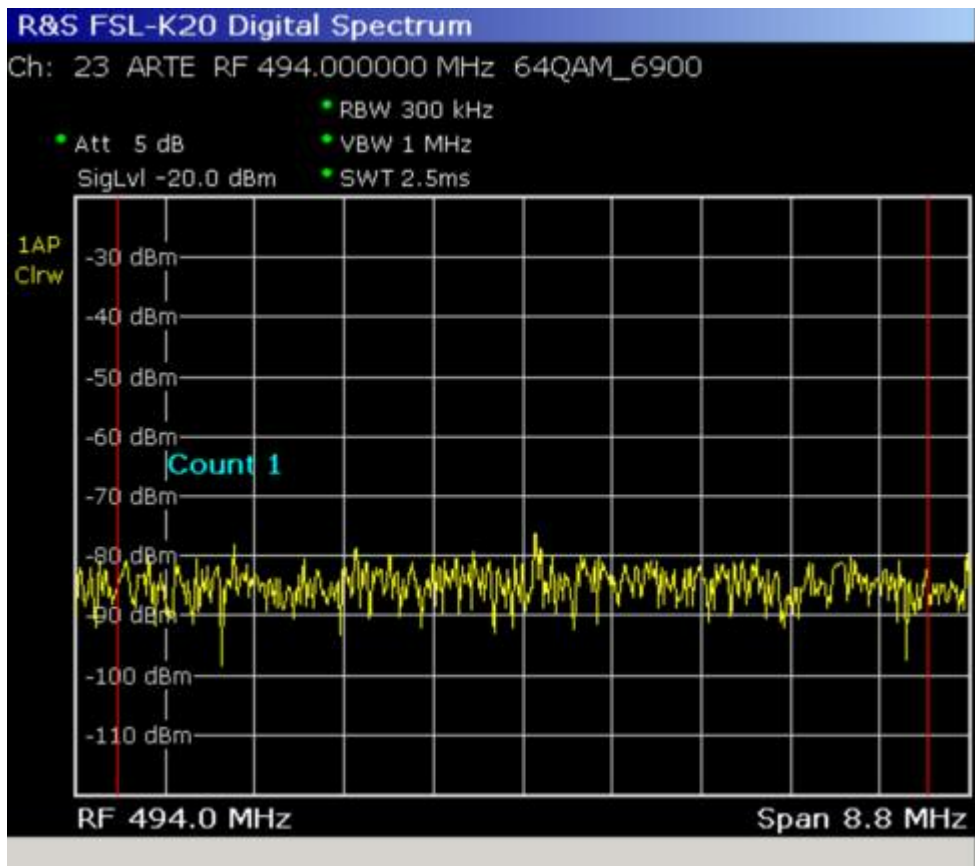 R&S FSL-K20 Digital Spectrum
Ch: 23 ARTE RF 494.000000 MHz 64QAM_6900
RBW 300 kHz
Att 5 dB VBW 1 MHz
SigLvl -20.0 dBm SWT 2.5ms
1AP
Clrw
-30 dBm
-40 dBm
-50 dBm
-60 dBm
Count 1
-70 dBm
-80 dBm
-90 dBm
-100 dBm
-110 dBm
RF 494.0 MHz Span 8.8 MHz